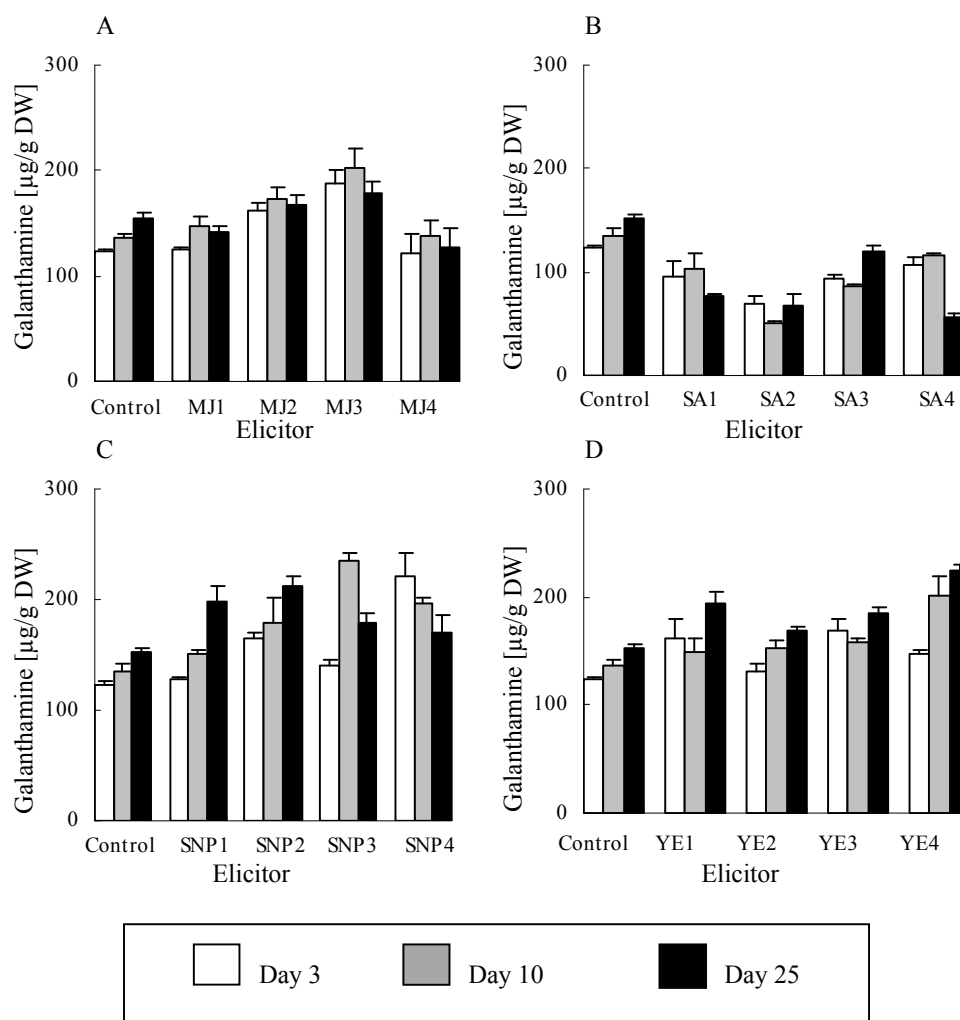 A
Galanthamine [µg/g DW]
300
200
100
0
Control MJ1 MJ2 MJ3 MJ4
Elicitor
B
Galanthamine [µg/g DW]
300
200
100
0
Control SA1 SA2 SA3 SA4
Elicitor
C
Galanthamine [µg/g DW]
300
200
100
0
Control SNP1 SNP2 SNP3 SNP4
Elicitor
D
Galanthamine [µg/g DW]
300
200
100
0
Control YE1 YE2 YE3 YE4
Elicitor
Day 3 Day 10 Day 25